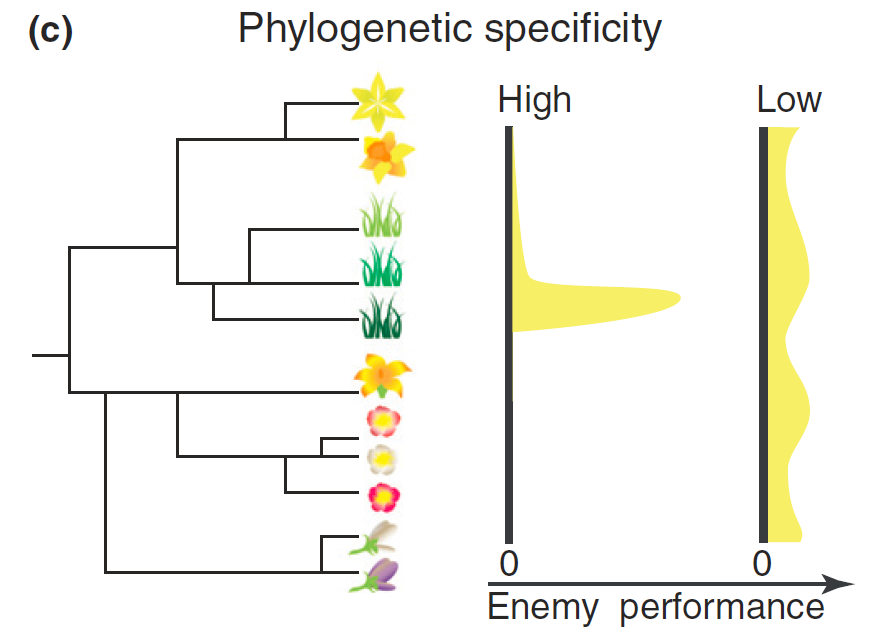 (c) Phylogenetic specificity
High Low
0 0
Enemy performance